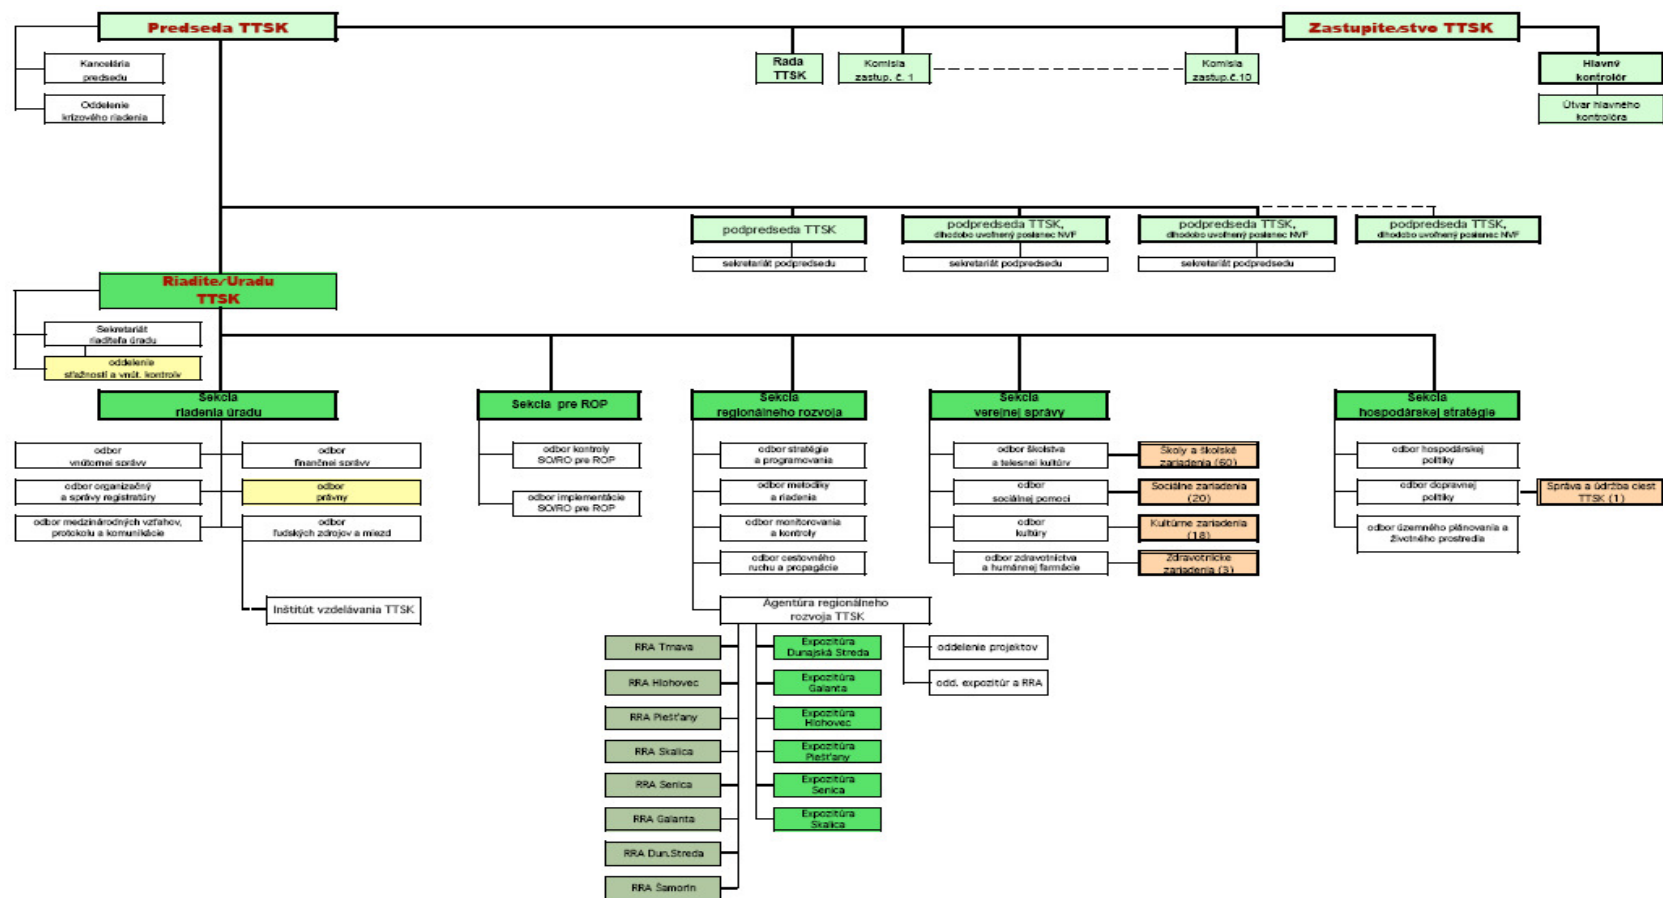 Predseda TTSK
Zastupite/stvo TTSK
Kancelária
predsedu
Oddelenie
krízového riadenia
Rada
TTSK
Komisia
zastup. č. 1
Komisia
zastup.č.10
Hlavný
kontrolór
Útvar hlavného
kontrolóra
podpredseda TTSK
sekretariát podpredsedu
podpredseda TTSK,
dlhodobo uvoľnený poslanec NVF
sekretariát podpredsedu
podpredseda TTSK,
dlhodobo uvoľnený poslanec NVF
sekretariát podpredsedu
podpredseda TTSK,
dlhodobo uvoľnený poslanec NVF
Riadite/Úradu
TTSK
Sekretariát
riaditeľa úradu
oddelenie
sťažností a vnút. kontroly
Sekcia
riadenia úradu
odbor
vnútornej správy
odbor
finančnej správy
odbor organizačný
a správy registratúry
odbor
právny
odbor medzinárodných vzťahov,
protokolu a komunikácie
odbor
ľudských zdrojov a miezd
Inštitút vzdelávania TTSK
Sekcia pre ROP
odbor kontroly
SO/RO pre ROP
odbor implementácie
SO/RO pre ROP
Sekcia
regionálneho rozvoja
odbor stratégie
a programovania
odbor metodiky
a riadenia
odbor monitorovania
a kontroly
odbor cestovného
ruchu a propagácie
Agentúra regionálneho
rozvoja TTSK
RRA Trnava
RRA Hlohovec
RRA Piešťany
RRA Skalica
RRA Senica
RRA Galanta
RRA Dun.Streda
RRA Šamorín
Expozitúra
Dunajská Streda
Expozitúra
Galanta
Expozitúra
Hlohovec
Expozitúra
Piešťany
Expozitúra
Senica
Expozitúra
Skalica
oddelenie projektov
odd. expozitúr a RRA
Sekcia
verejnej správy
odbor školstva
a telesnej kultúry
Školy a školské
zariadenia (60)
odbor
sociálnej pomoci
Sociálne zariadenia
(20)
odbor
kultúry
Kultúrne zariadenia
(18)
odbor zdravotníctva
a humánnej farmácie
Zdravotnícke
zariadenia (3)
Sekcia
hospodárskej stratégie
odbor hospodárskej
politiky
odbor dopravnej
politiky
Správa a údržba ciest
TTSK (1)
odbor územného plánovania a
životného prostredia